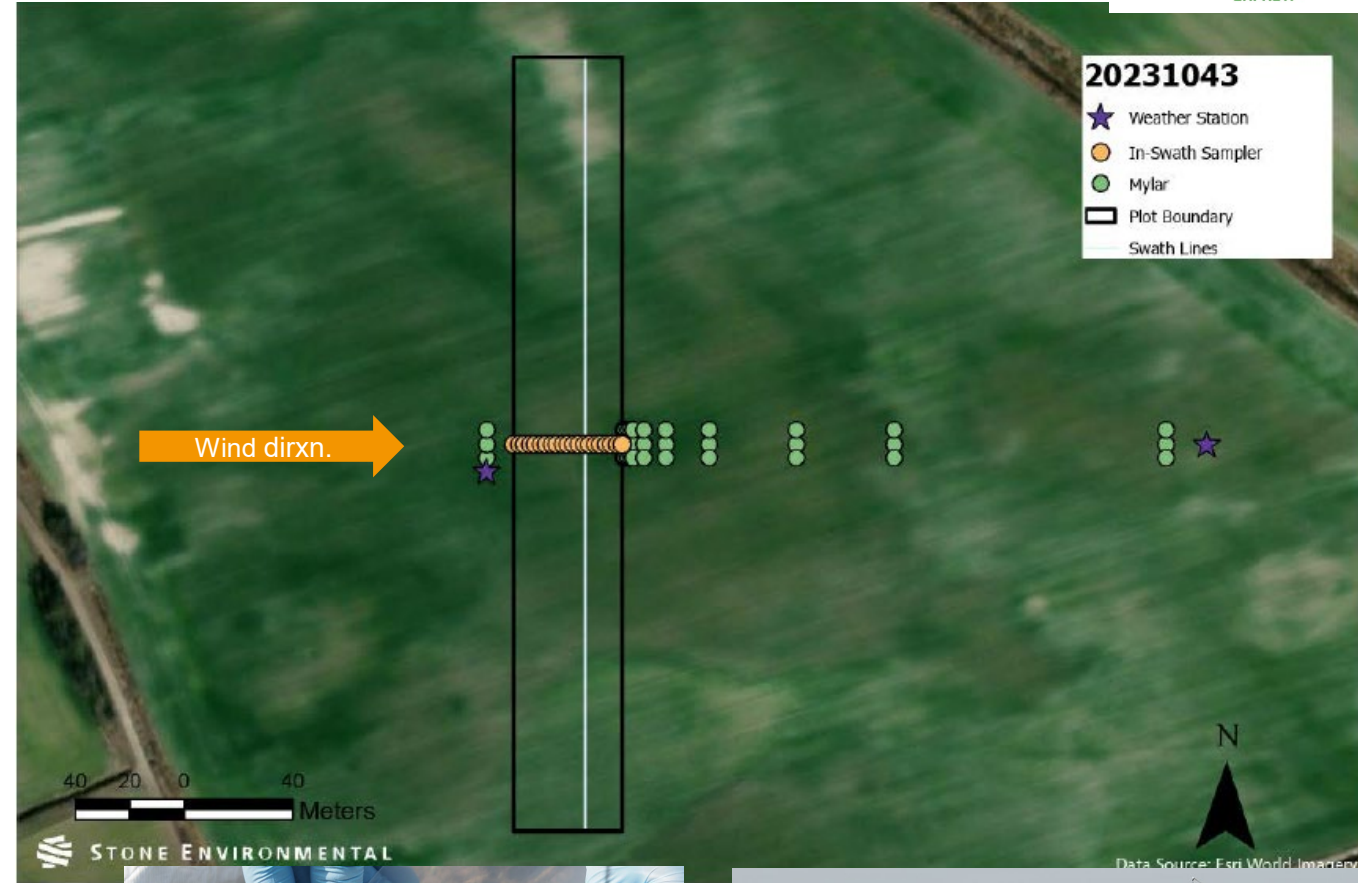 20231043
Weather Station
In-Swath Sampler
Mylar
Plot Boundary
Swath Lines
Wind dirxn.
N
40 20 0 40
Meters
STONE ENVIRONMENTAL
Data Source: Esri World Imagery